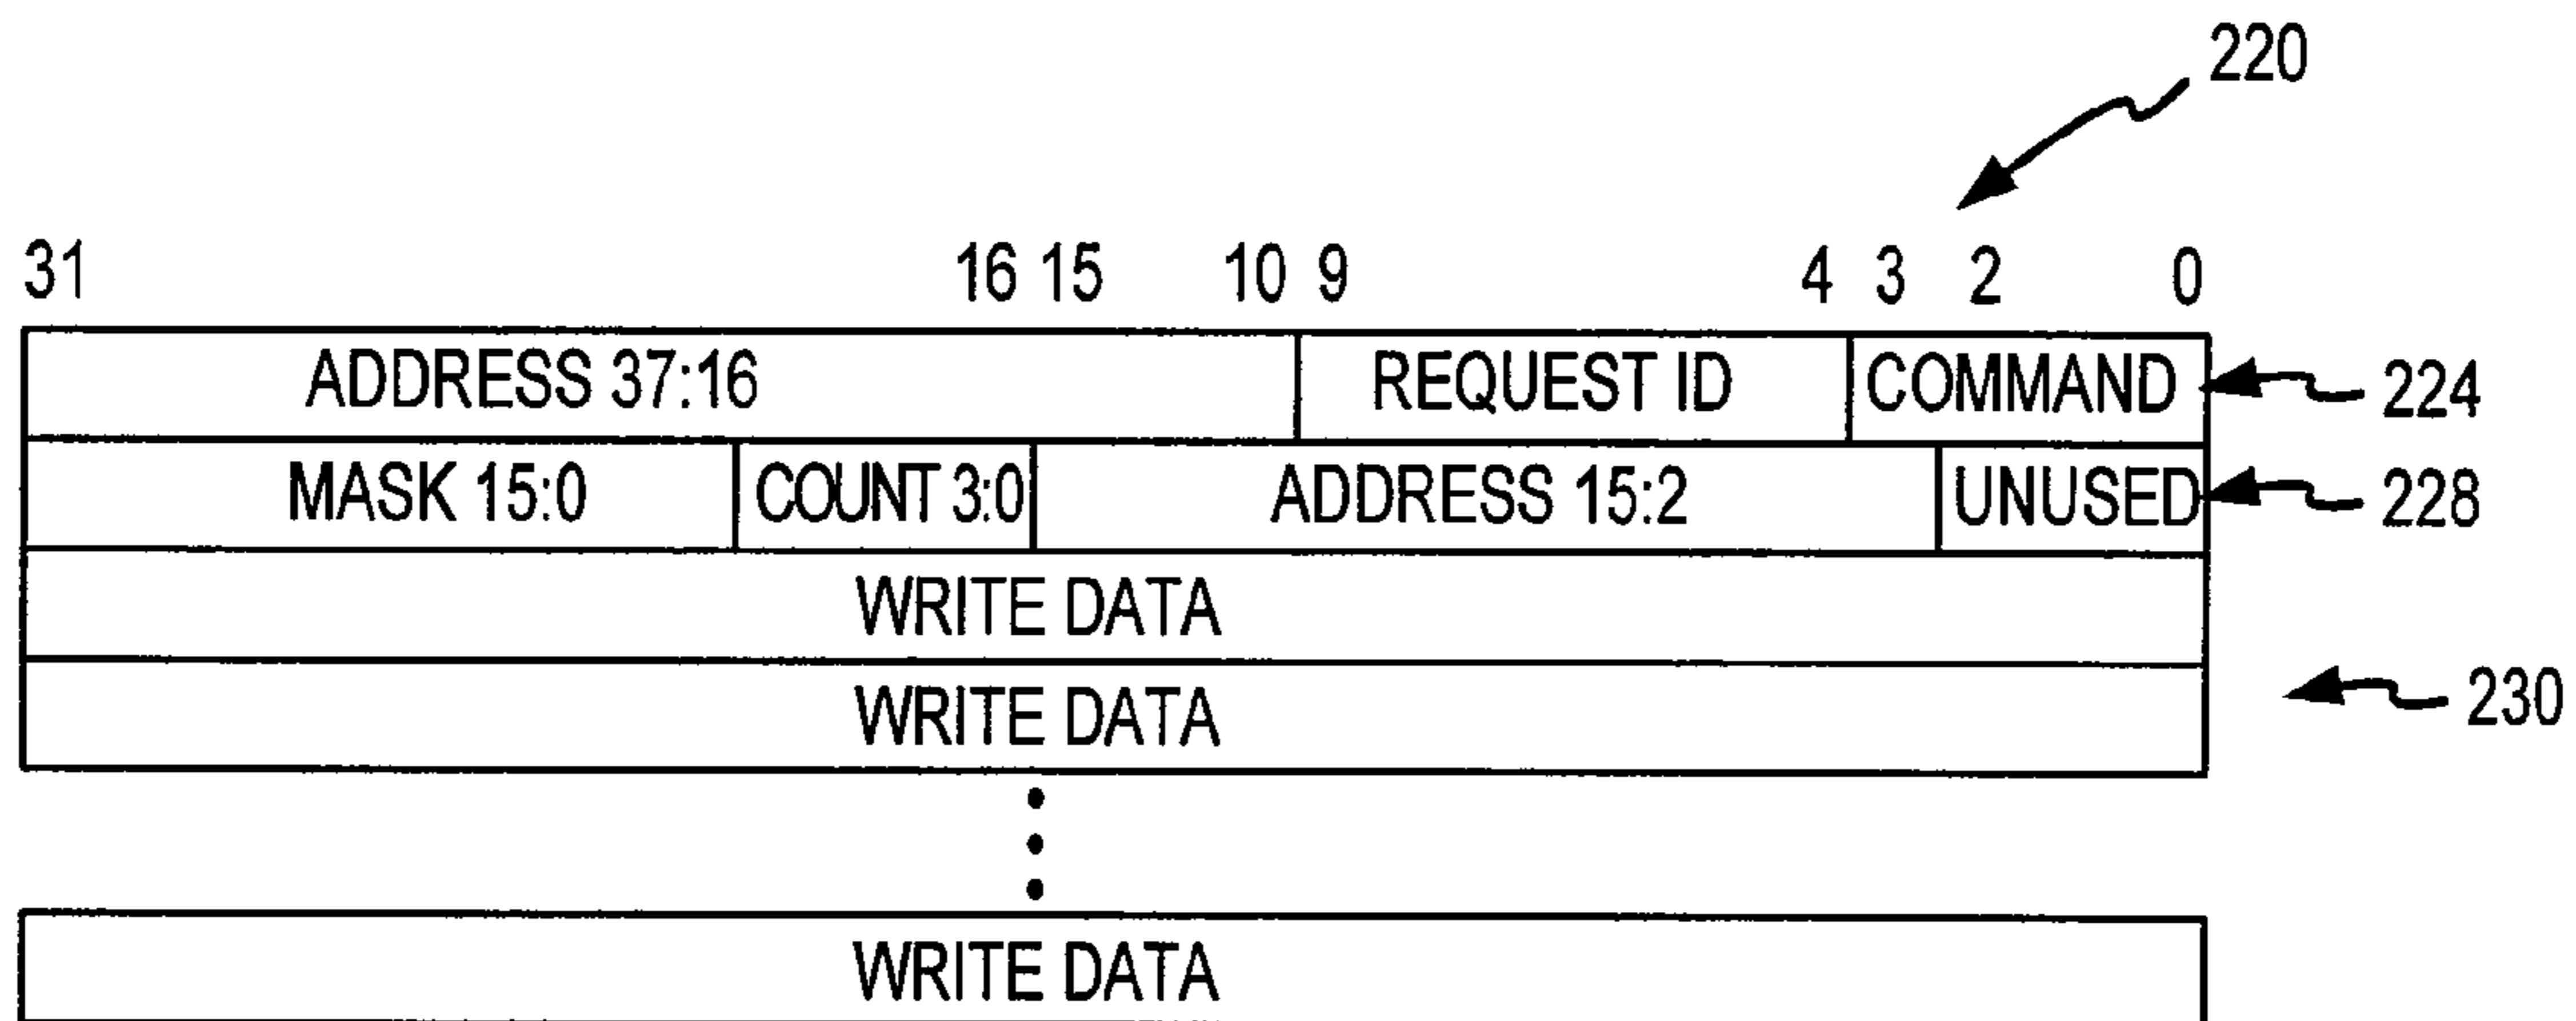 220
31 16 15 10 9 4 3 2 0
ADDRESS 37:16 REQUEST ID COMMAND 224
MASK 15:0 COUNT 3:0 ADDRESS 15:2 UNUSED 228
WRITE DATA
WRITE DATA 230
WRITE DATA